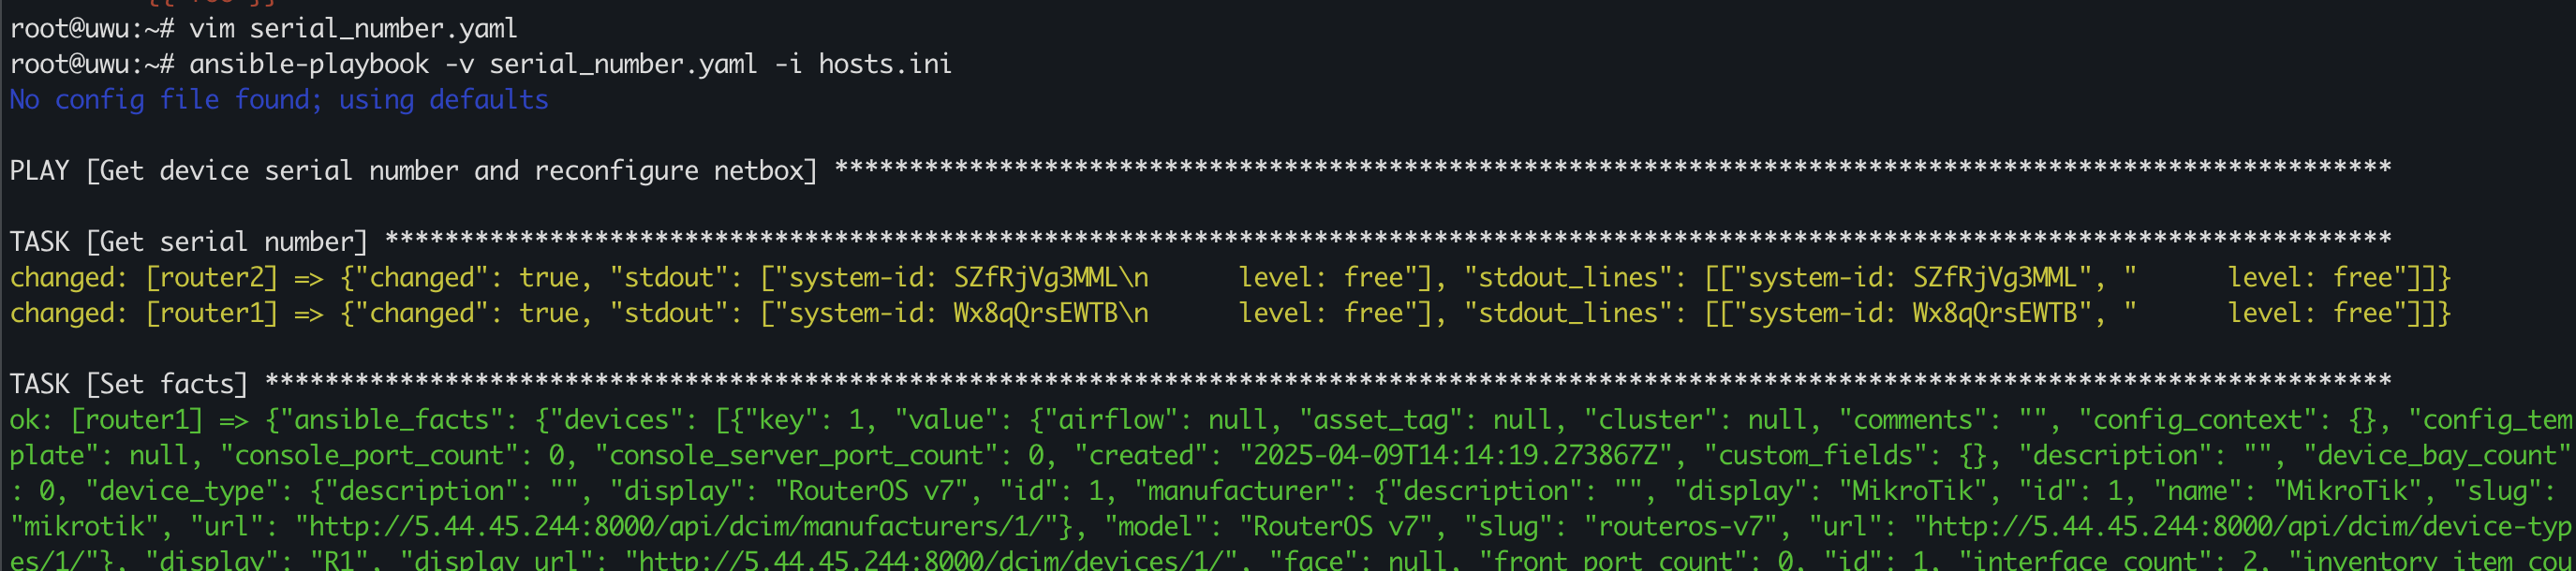 root@uwu:~# vim serial_number.yaml
root@uwu:~# ansible-playbook -v serial_number.yaml -i hosts.ini
No config file found; using defaults
PLAY [Get device serial number and reconfigure netbox] ********************************************************************************************************
TASK [Get serial number] **************************************************************************************************************************************
changed: [router2] => {"changed": true, "stdout": ["system-id: SZfRjVg3MML\n      level: free"], "stdout_lines": [["system-id: SZfRjVg3MML", "      level: free"]]}
changed: [router1] => {"changed": true, "stdout": ["system-id: Wx8qQrsEWTB\n      level: free"], "stdout_lines": [["system-id: Wx8qQrsEWTB", "      level: free"]]}
TASK [Set facts] **********************************************************************************************************************************************
ok: [router1] => {"ansible_facts": {"devices": [{"key": 1, "value": {"airflow": null, "asset_tag": null, "cluster": null, "comments": "", "config_context": {}, "config_tem
plate": null, "console_port_count": 0, "console_server_port_count": 0, "created": "2025-04-09T14:14:19.273867Z", "custom_fields": {}, "description": "", "device_bay_count"
: 0, "device_type": {"description": "", "display": "RouterOS v7", "id": 1, "manufacturer": {"description": "", "display": "MikroTik", "id": 1, "name": "MikroTik", "slug":
"mikrotik", "url": "http://5.44.45.244:8000/api/dcim/manufacturers/1/"}, "model": "RouterOS v7", "slug": "routeros-v7", "url": "http://5.44.45.244:8000/api/dcim/device-typ
es/1/"}, "display": "R1", "display_url": "http://5.44.45.244:8000/dcim/devices/1/", "face": null, "front_port_count": 0, "id": 1, "interface_count": 2, "inventory_item_cou